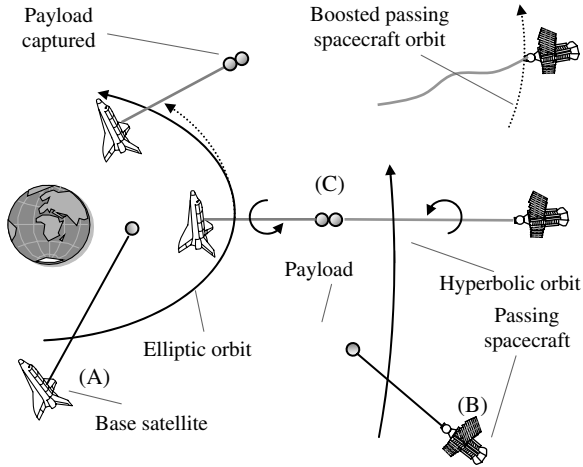 Payload
captured
Boosted passing
spacecraft orbit
(C)
Payload
Hyperbolic orbit
Elliptic orbit
Passing
spacecraft
(A)
(B)
Base satellite